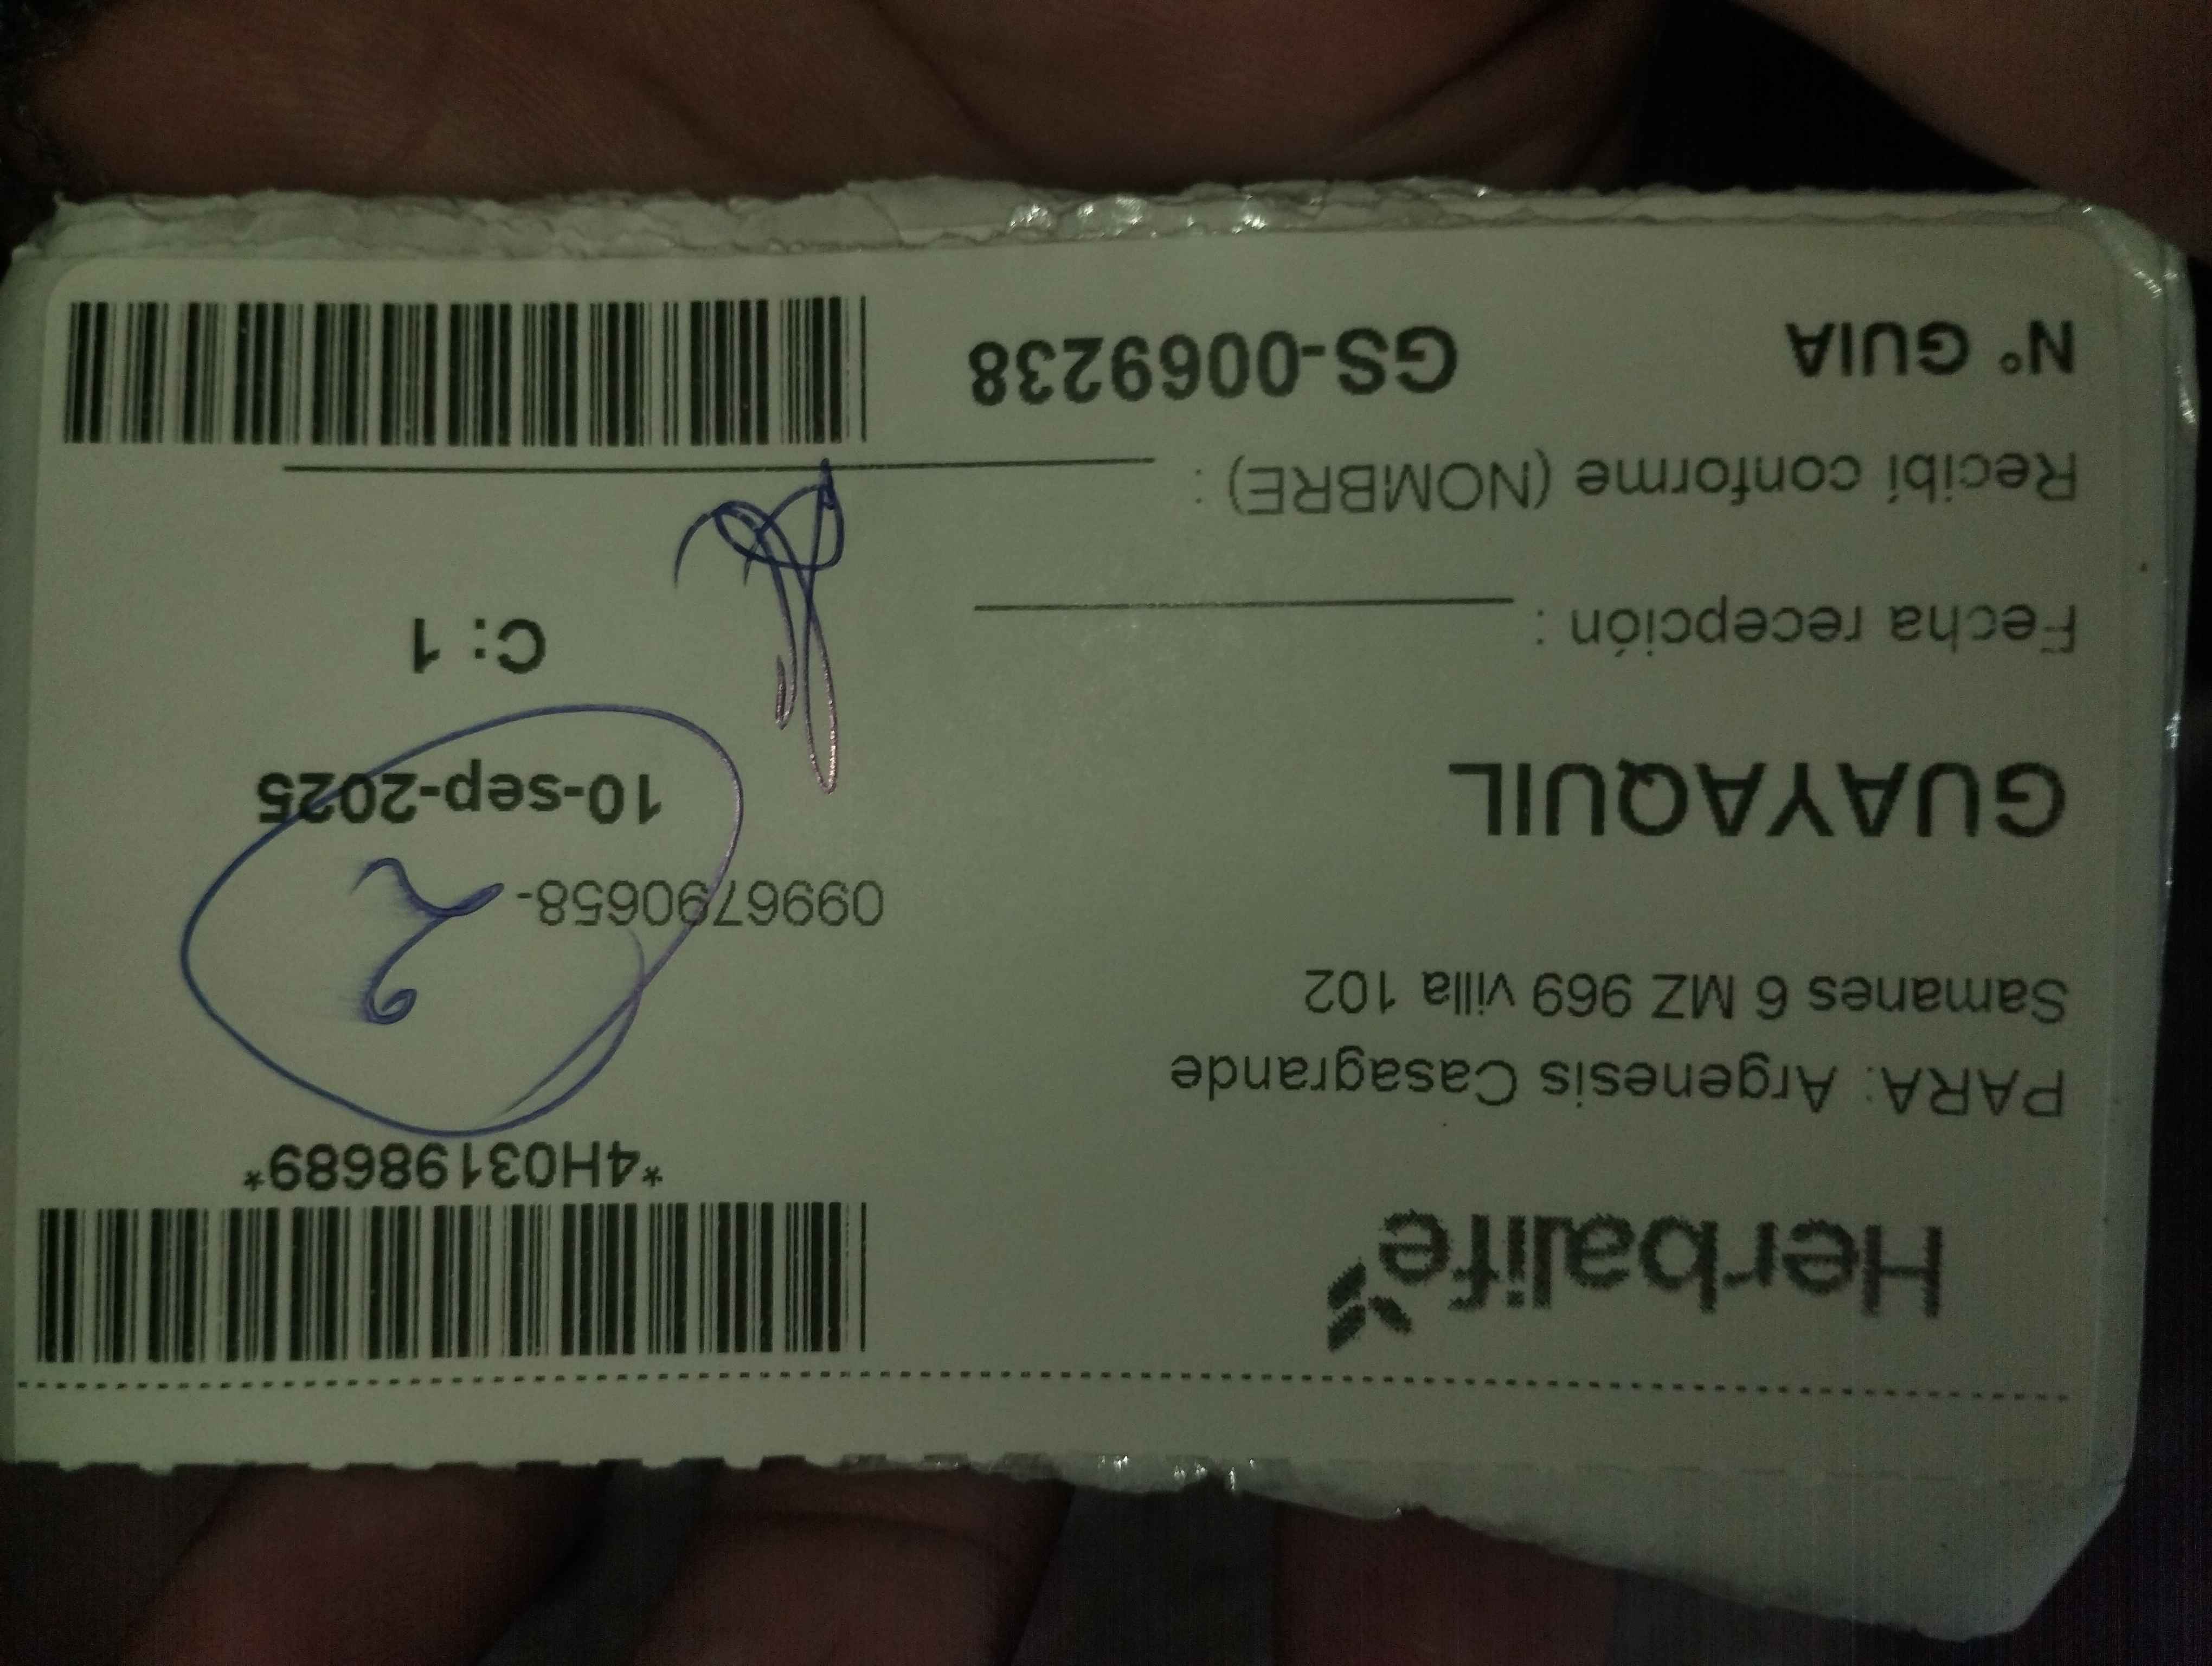 Herbalife
*4H03198689*
PARA: Argenesis Casagrande
Samanes 6 MZ 969 villa 102
0996790658-
2
GUAYAQUIL
10-sep-2025
Fecha recepción :
C: 1
Recibí conforme (NOMBRE) :
N° GUIA
GS-0069238